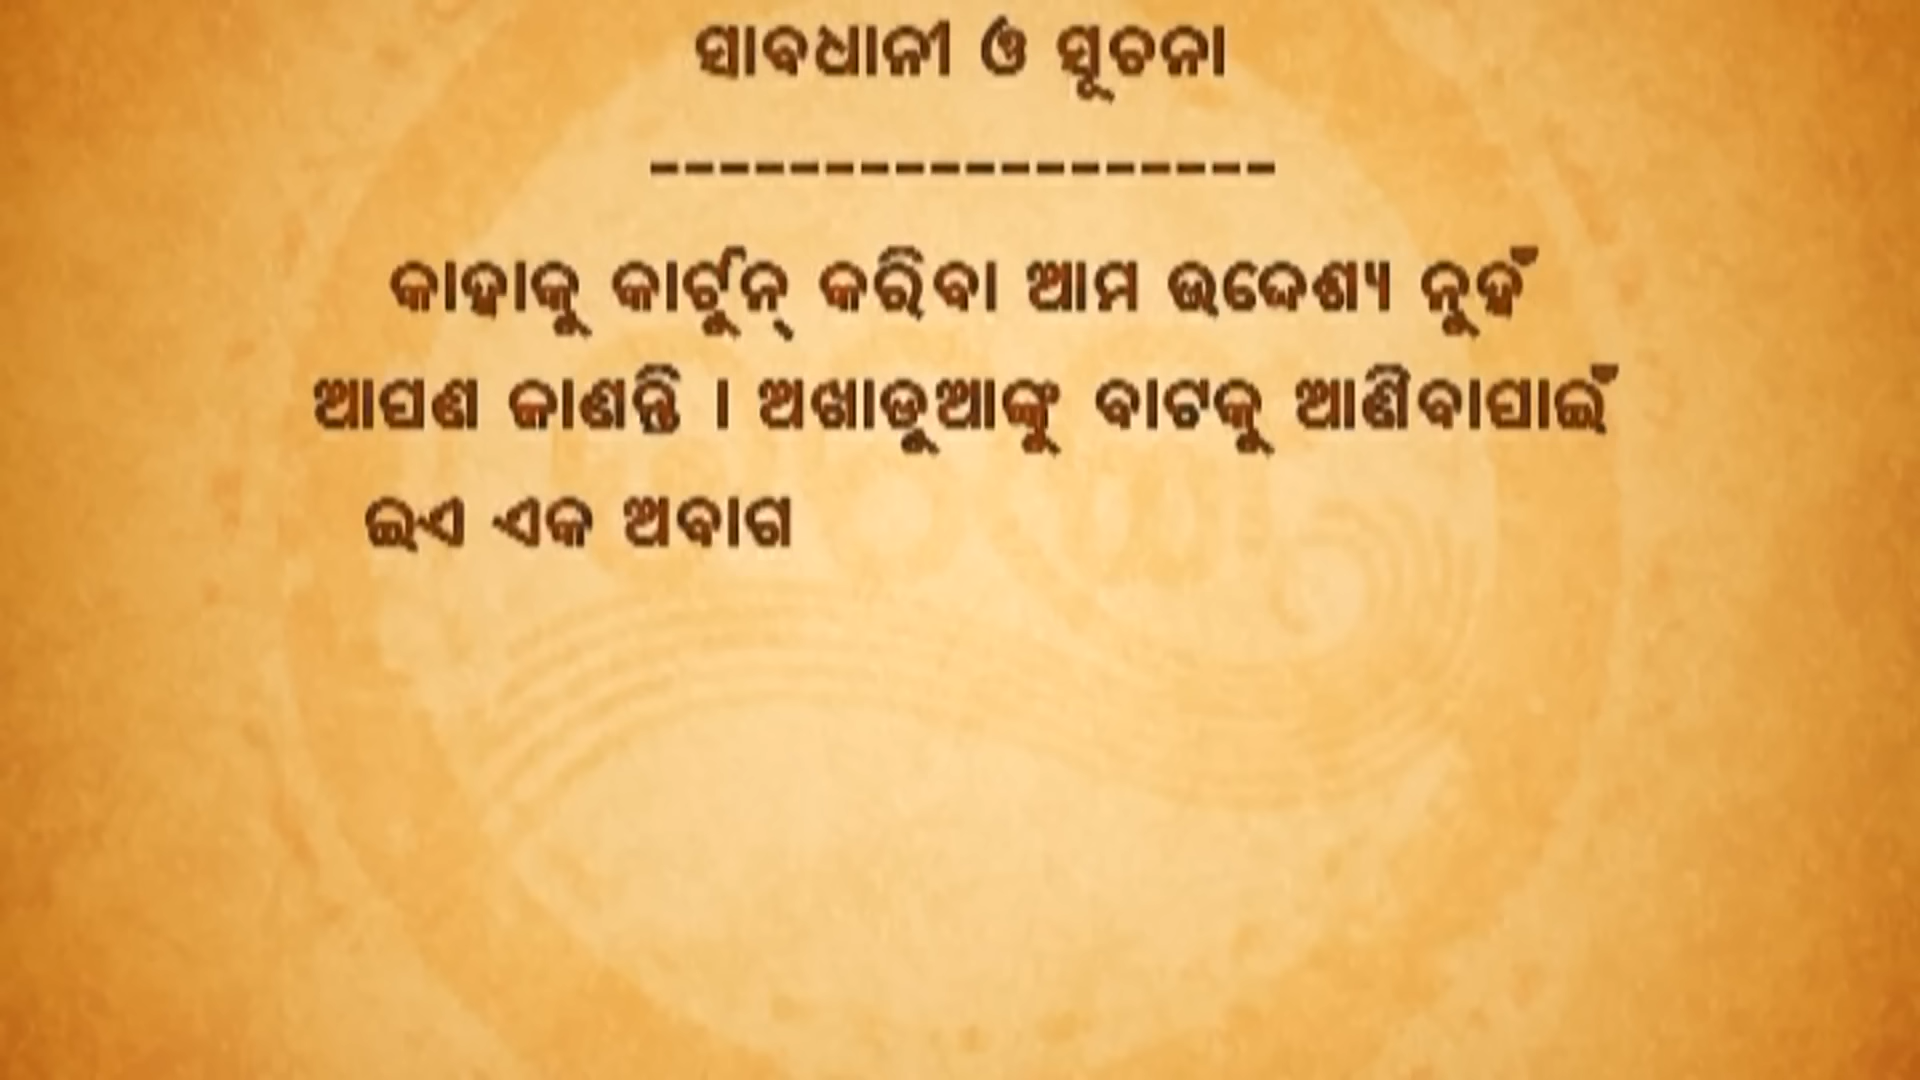 ସାବଧାନୀ ଓ ସୂଚନା
------------------
କାହାକୁ କାର୍ଟୁନ୍ କରିବା ଆମ ଉଦ୍ଦେଶ୍ୟ ନୁହଁ
ଆପଣ ଜାଣନ୍ତି । ଅଖାଡୁଆଙ୍କୁ ବାଟକୁ ଆଣିବାପାଇଁ
ଇଏ ଏକ ଅବାଗ